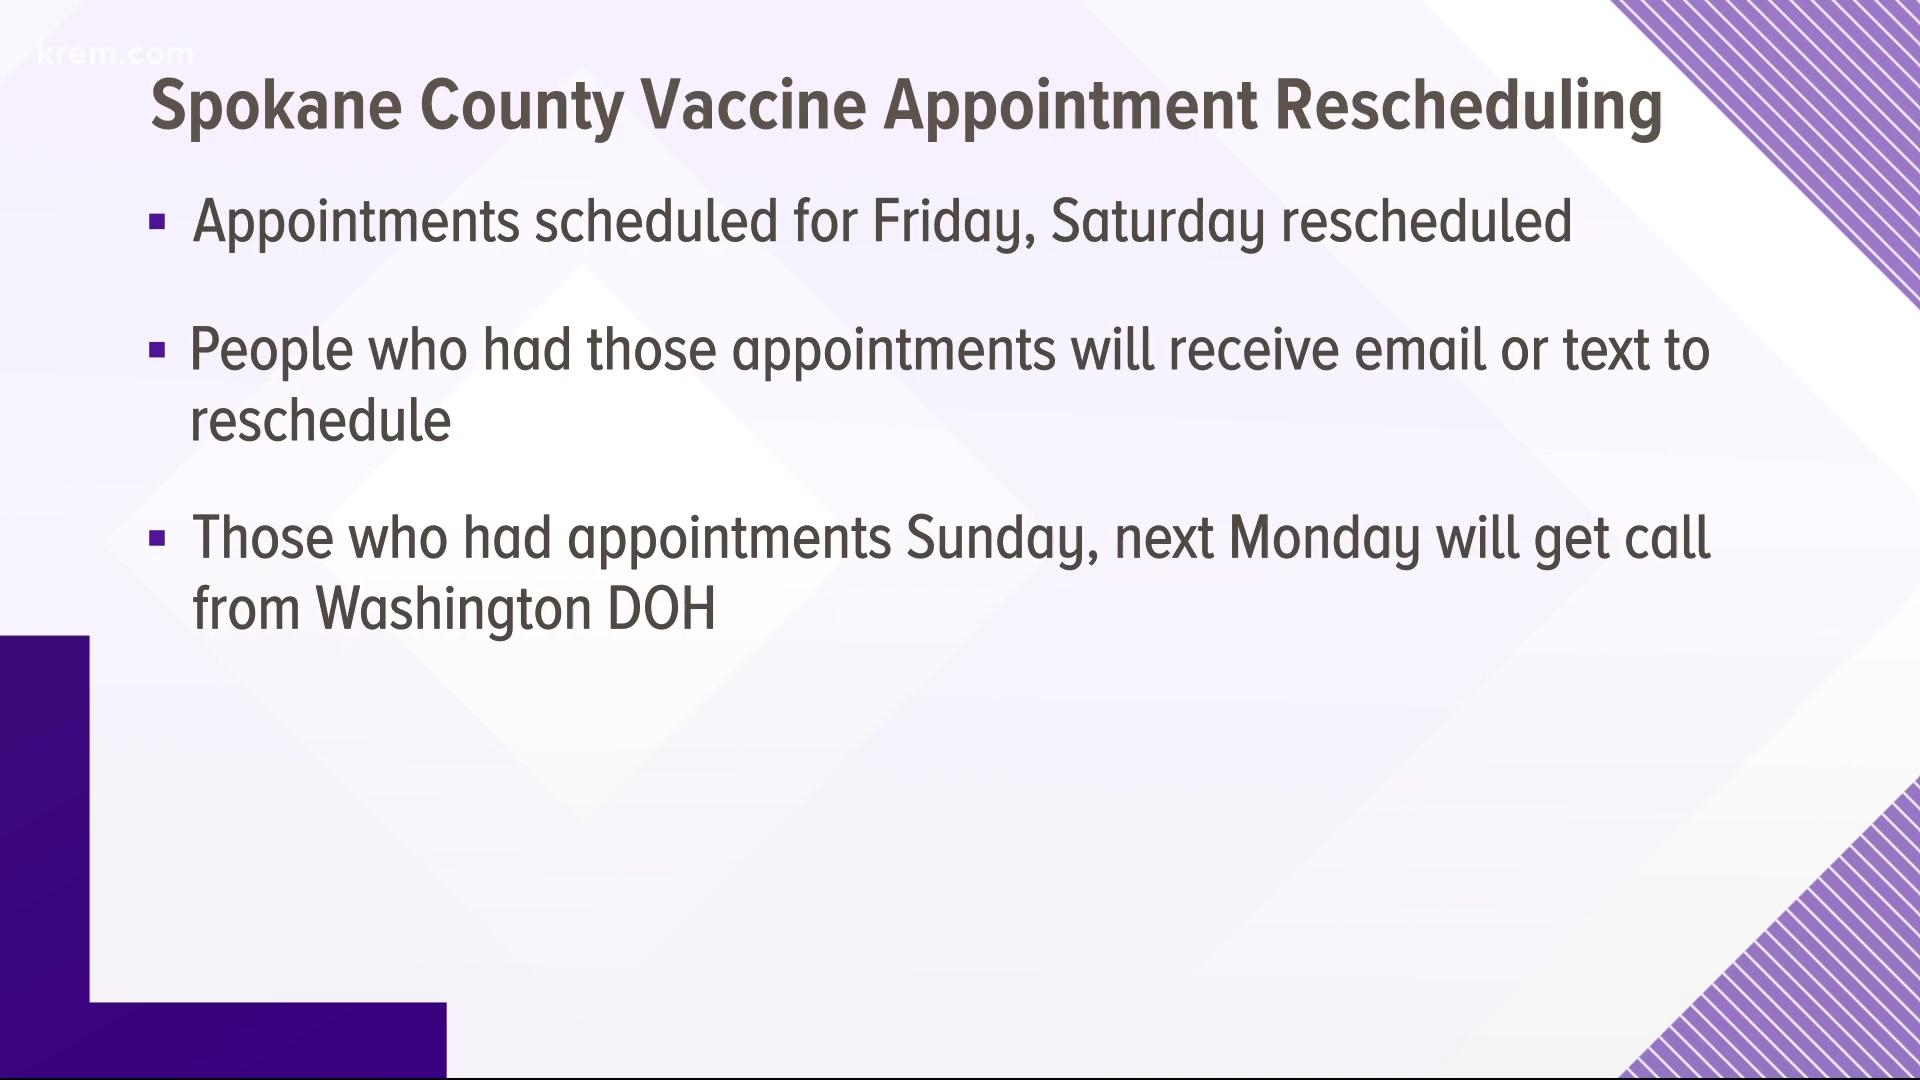 krem.com
Spokane County Vaccine Appointment Rescheduling
▪ Appointments scheduled for Friday, Saturday rescheduled
▪ People who had those appointments will receive email or text to
reschedule
▪ Those who had appointments Sunday, next Monday will get call
from Washington DOH